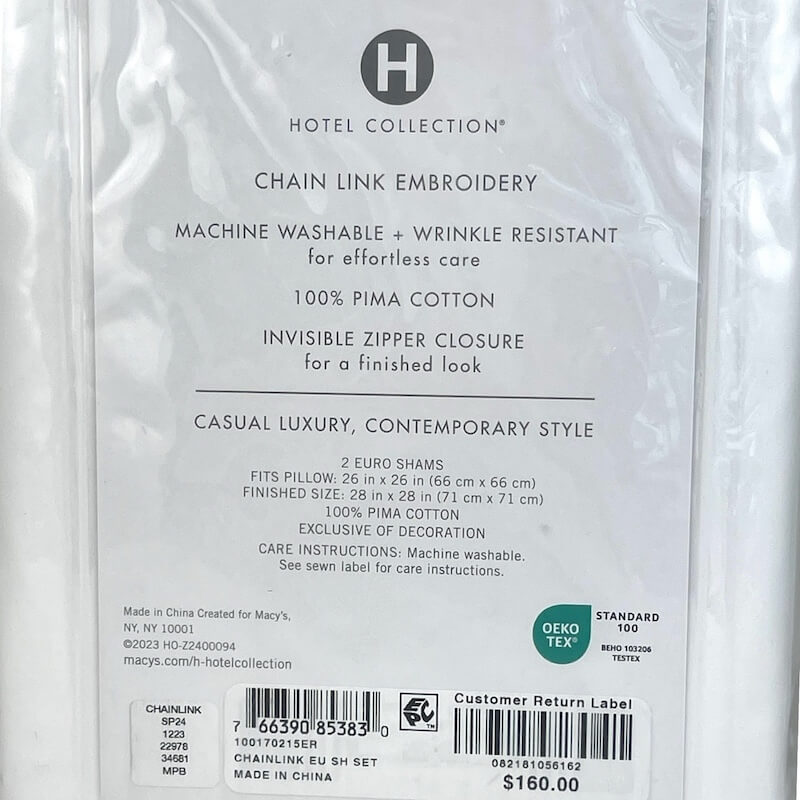 H
HOTEL COLLECTION®
CHAIN LINK EMBROIDERY
MACHINE WASHABLE + WRINKLE RESISTANT
for effortless care
100% PIMA COTTON
INVISIBLE ZIPPER CLOSURE
for a finished look
CASUAL LUXURY, CONTEMPORARY STYLE
2 EURO SHAMS
FITS PILLOW: 26 in x 26 in (66 cm x 66 cm)
FINISHED SIZE: 28 in x 28 in (71 cm x 71 cm)
100% PIMA COTTON
EXCLUSIVE OF DECORATION
CARE INSTRUCTIONS: Machine washable.
See sewn label for care instructions.
Made in China Created for Macy's,
NY, NY 10001
©2023 HO-Z2400094
macys.com/h-hotelcollection
OEKO
TEX®
STANDARD
100
BEHO 103206
TESTEX
CHAINLINK
SP24
1223
22978
34681
MPB
7 66390 85383 0
100170215ER
CHAINLINK EU SH SET
MADE IN CHINA
EPC™
Customer Return Label
082181056162
$160.00